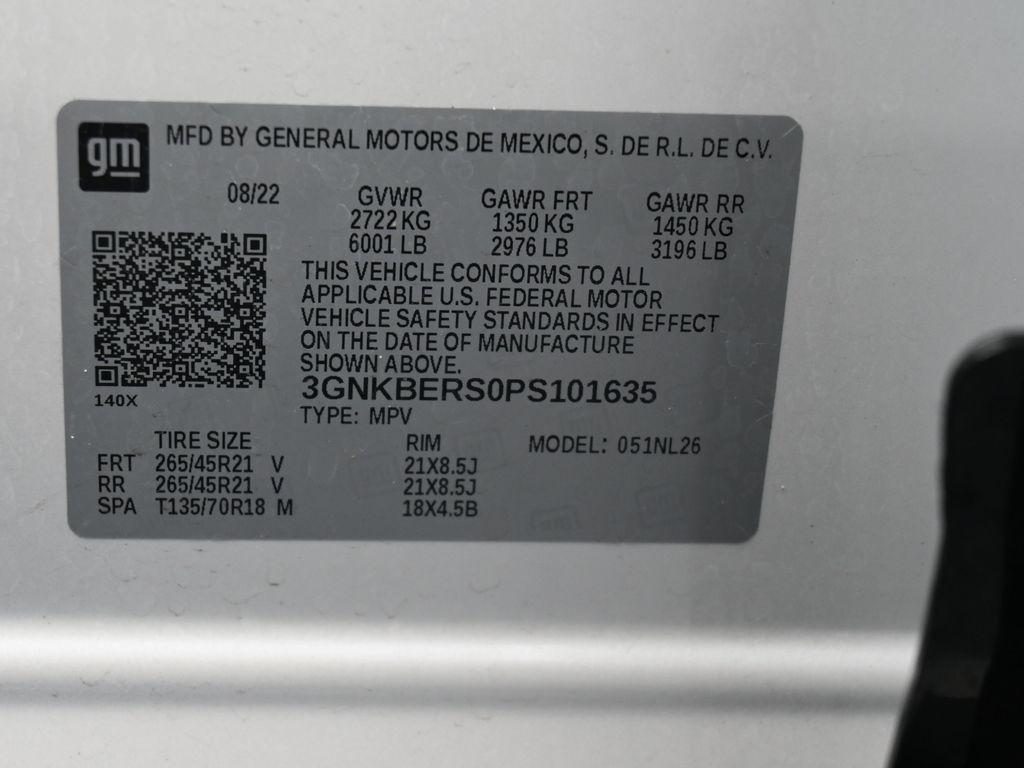 gm
MFD BY GENERAL MOTORS DE MEXICO, S. DE R.L. DE C.V.
08/22 GVWR GAWR FRT GAWR RR
2722 KG 1350 KG 1450 KG
6001 LB 2976 LB 3196 LB
THIS VEHICLE CONFORMS TO ALL
APPLICABLE U.S. FEDERAL MOTOR
VEHICLE SAFETY STANDARDS IN EFFECT
ON THE DATE OF MANUFACTURE
SHOWN ABOVE.
3GNKBERS0PS101635
140X
TYPE: MPV
TIRE SIZE RIM MODEL: 051NL26
FRT 265/45R21 V 21X8.5J
RR 265/45R21 V 21X8.5J
SPA T135/70R18 M 18X4.5B